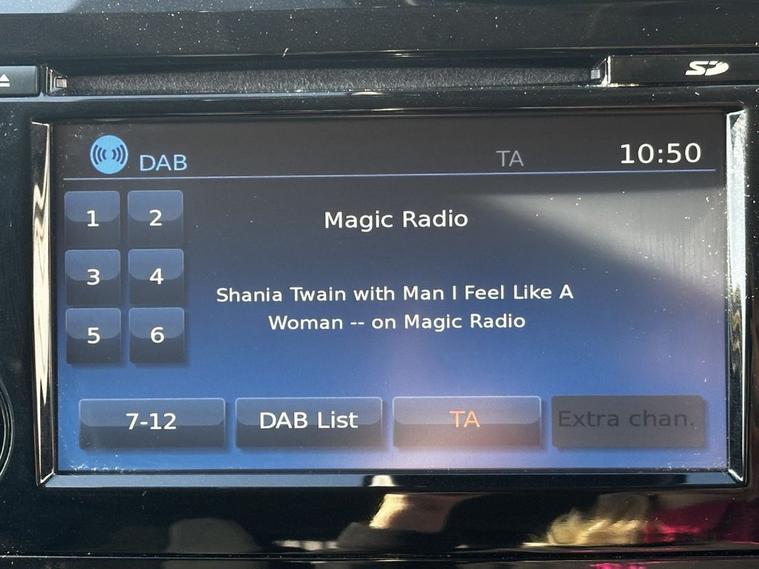 SD
DAB
TA
10:50
1
2
Magic Radio
3
4
Shania Twain with Man I Feel Like A
Woman -- on Magic Radio
5
6
7-12
DAB List
TA
Extra chan.